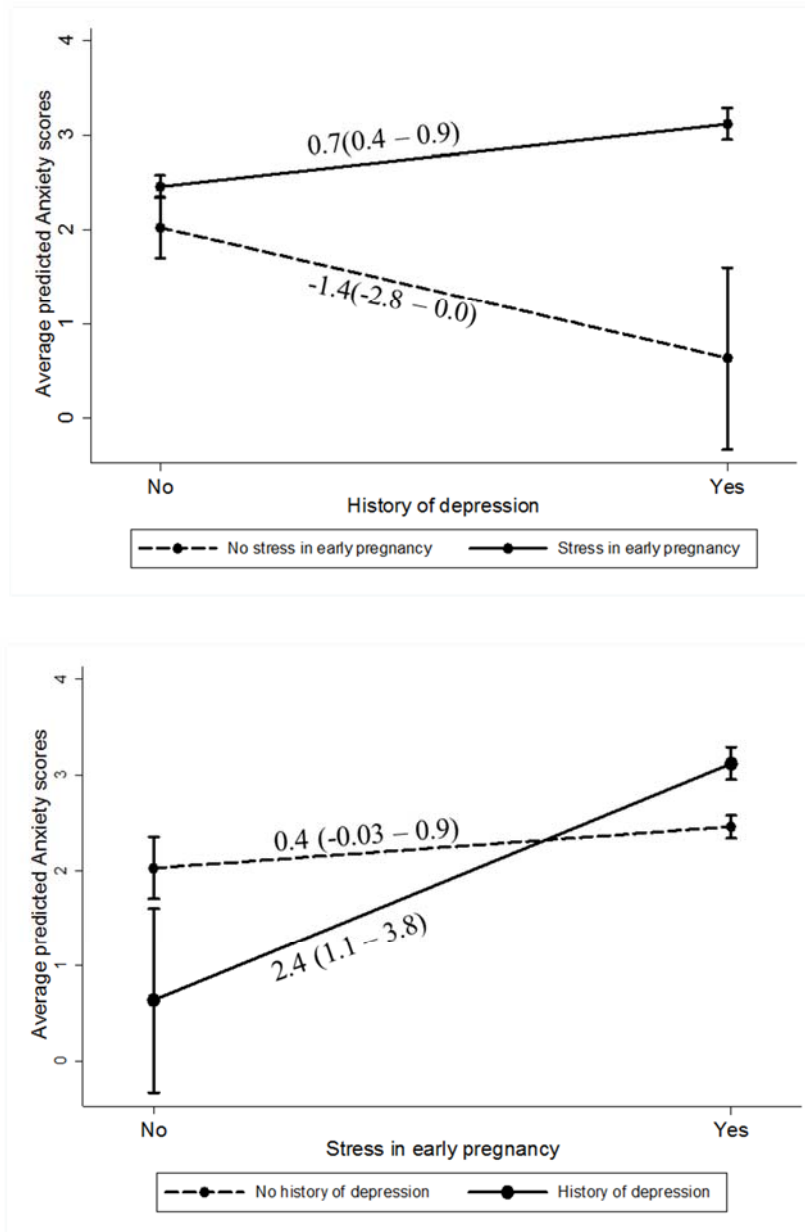 Average predicted Anxiety scores
4
3
2
1
0
0.7(0.4 – 0.9)
-1.4(-2.8 – 0.0)
No
Yes
History of depression
No stress in early pregnancy
Stress in early pregnancy
Average predicted Anxiety scores
4
3
2
1
0
0.4 (-0.03 – 0.9)
2.4 (1.1 – 3.8)
No
Yes
Stress in early pregnancy
No history of depression
History of depression